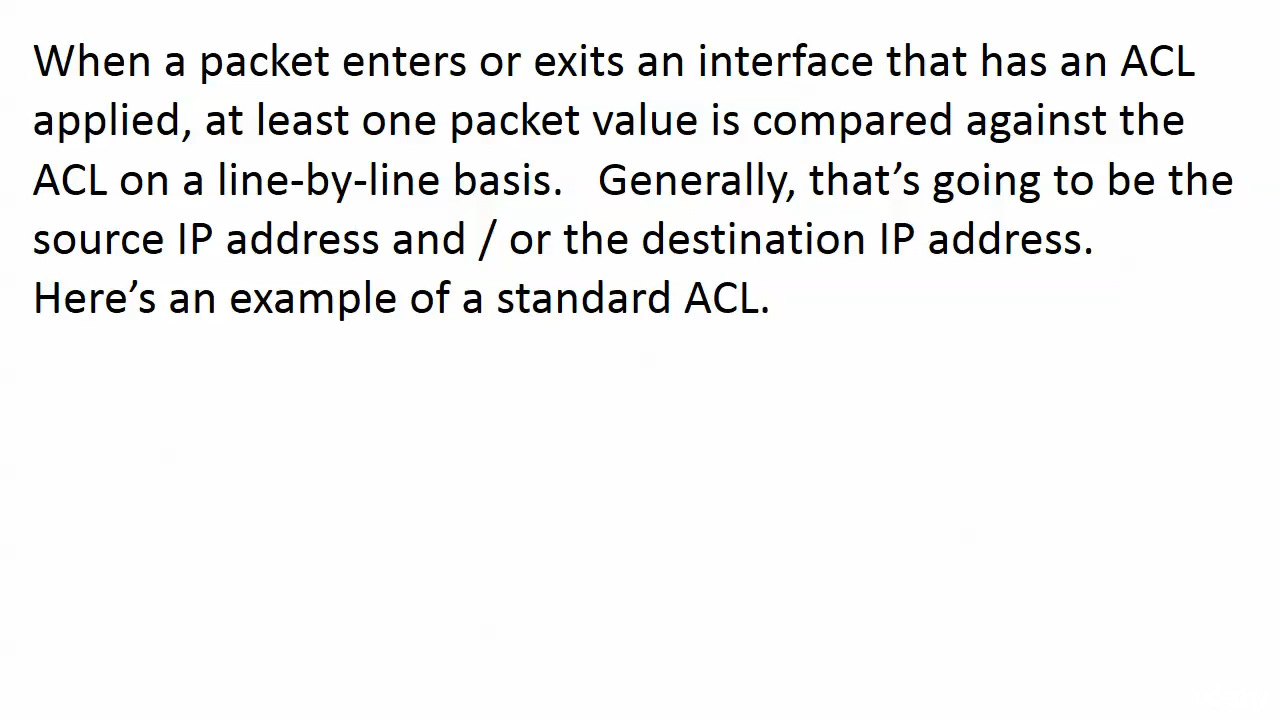 When a packet enters or exits an interface that has an ACL
applied, at least one packet value is compared against the
ACL on a line-by-line basis.   Generally, that’s going to be the
source IP address and / or the destination IP address.
Here’s an example of a standard ACL.